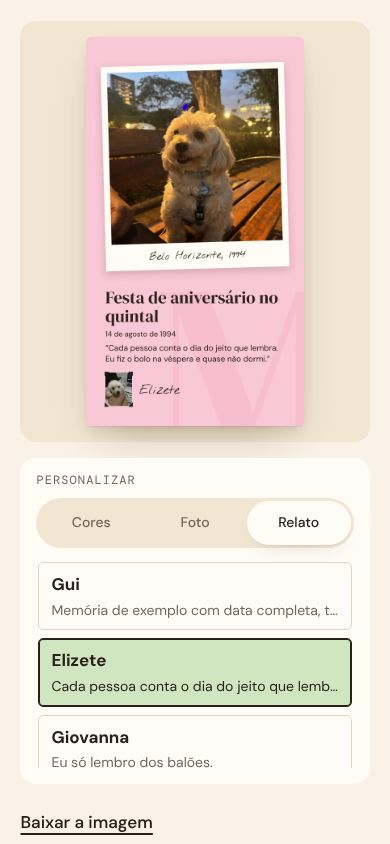 Belo Horizonte, 1994
Festa de aniversário no
quintal
14 de agosto de 1994
"Cada pessoa conta o dia do jeito que lembra.
Eu fiz o bolo na véspera e quase não dormi."
Elizete
PERSONALIZAR
Cores
Foto
Relato
Gui
Memória de exemplo com data completa, t...
Elizete
Cada pessoa conta o dia do jeito que lemb...
Giovanna
Eu só lembro dos balões.
Baixar a imagem